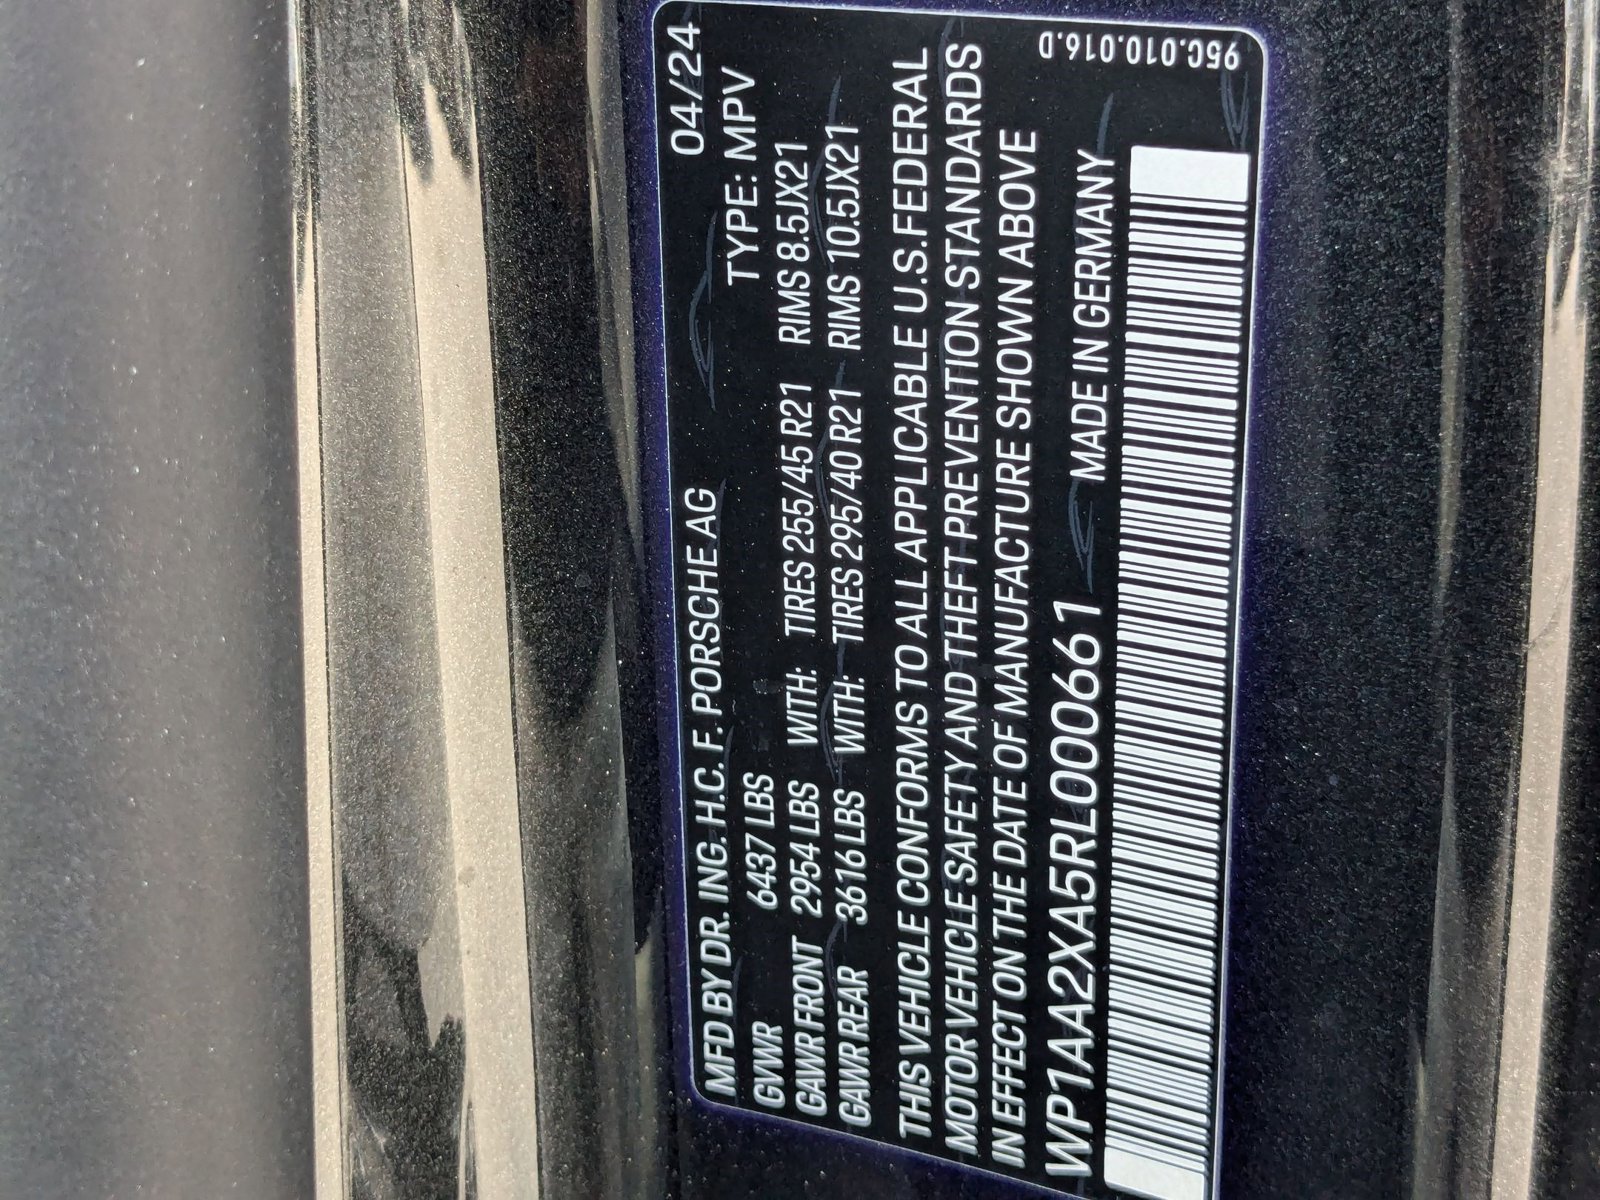 MFD BY DR. ING. H.C. F. PORSCHE AG 04/24
GVWR 6437 LBS TYPE: MPV
GAWR FRONT 2954 LBS WITH: TIRES 255/45 R21 RIMS 8.5JX21
GAWR REAR 3616 LBS WITH: TIRES 295/40 R21 RIMS 10.5JX21
THIS VEHICLE CONFORMS TO ALL APPLICABLE U.S. FEDERAL
MOTOR VEHICLE SAFETY AND THEFT PREVENTION STANDARDS
IN EFFECT ON THE DATE OF MANUFACTURE SHOWN ABOVE
WP1AA2XA5RL00661 MADE IN GERMANY
95C.010.016.D